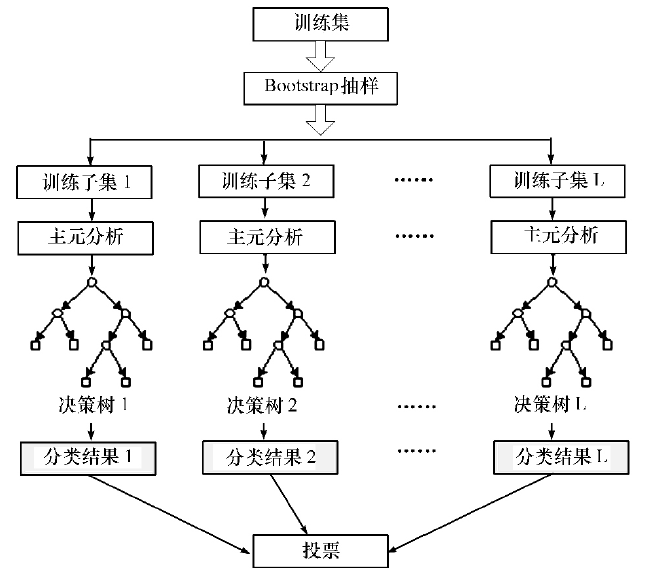 训练集
Bootstrap抽样
训练子集 1
训练子集 2
……
训练子集 L
主元分析
主元分析
……
主元分析
决策树 1
决策树 2
……
决策树 L
分类结果 1
分类结果 2
……
分类结果 L
投票